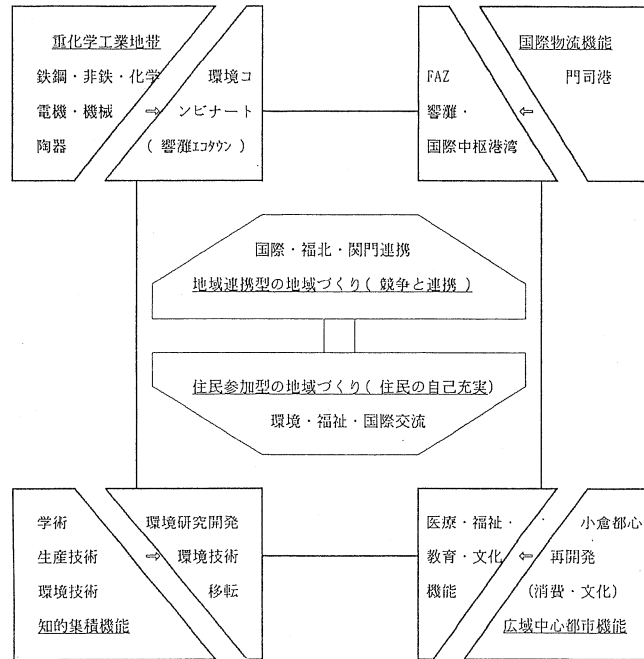 重化学工業地帯
鉄鋼・非鉄・化学
電機・機械 ⇒
陶器
環境コ
ンビナート
( 響灘エコタウン )
国際物流機能
門司港
FAZ
響灘・ ⇐
国際中枢港湾
国際・福北・関門連携
地域連携型の地域づくり( 競争と連携 )
住民参加型の地域づくり( 住民の自己充実)
環境・福祉・国際交流
学術
生産技術 ⇒
環境技術
知的集積機能
環境研究開発
環境技術
移転
医療・福祉・
教育・文化 ⇐
機能
小倉都心
再開発
(消費・文化)
広域中心都市機能